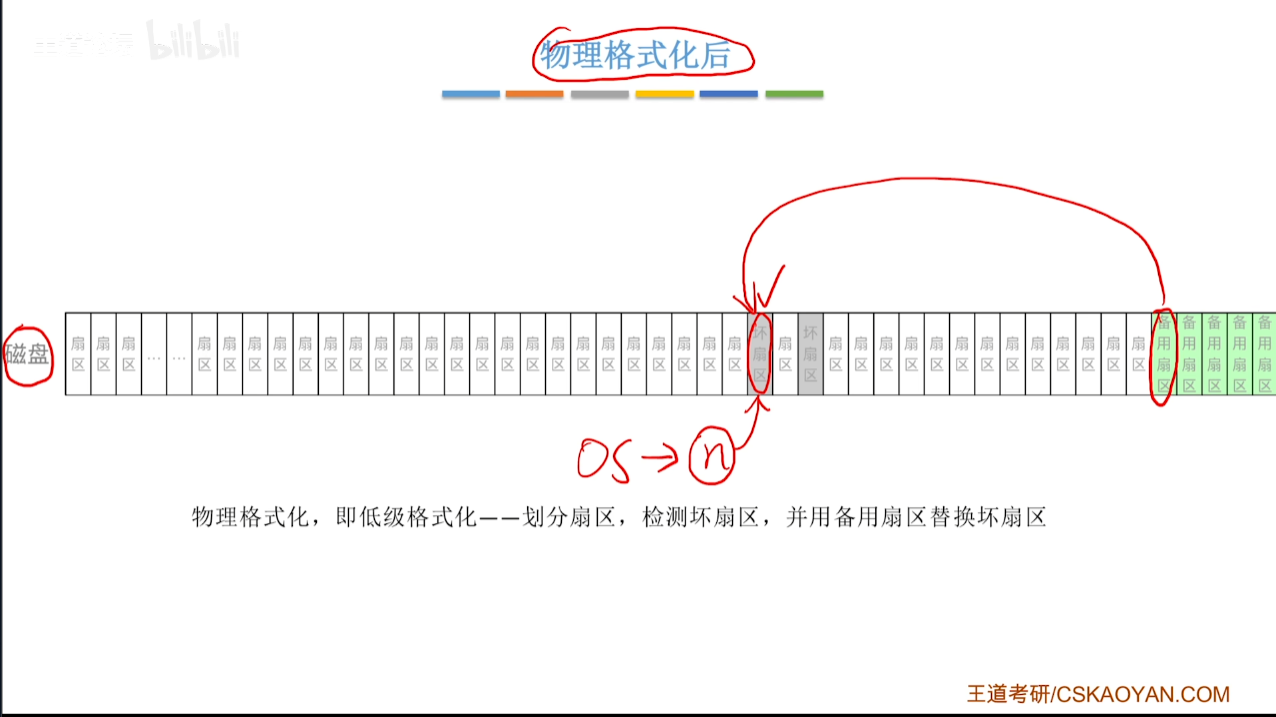 bilibili
物理格式化后
磁盘 扇区 扇区 扇区 … … 扇区 扇区 扇区 扇区 扇区 扇区 扇区 扇区 扇区 扇区 扇区 扇区 扇区 扇区 扇区 扇区 扇区 扇区 扇区 扇区 扇区 扇区 坏扇区 扇区 坏扇区 扇区 扇区 扇区 扇区 扇区 扇区 扇区 扇区 扇区 扇区 扇区 扇区 扇区 备用扇区 备用扇区 备用扇区 备用扇区 备用扇区
OS→n
物理格式化，即低级格式化——划分扇区，检测坏扇区，并用备用扇区替换坏扇区
王道考研/CSKAOYAN.COM